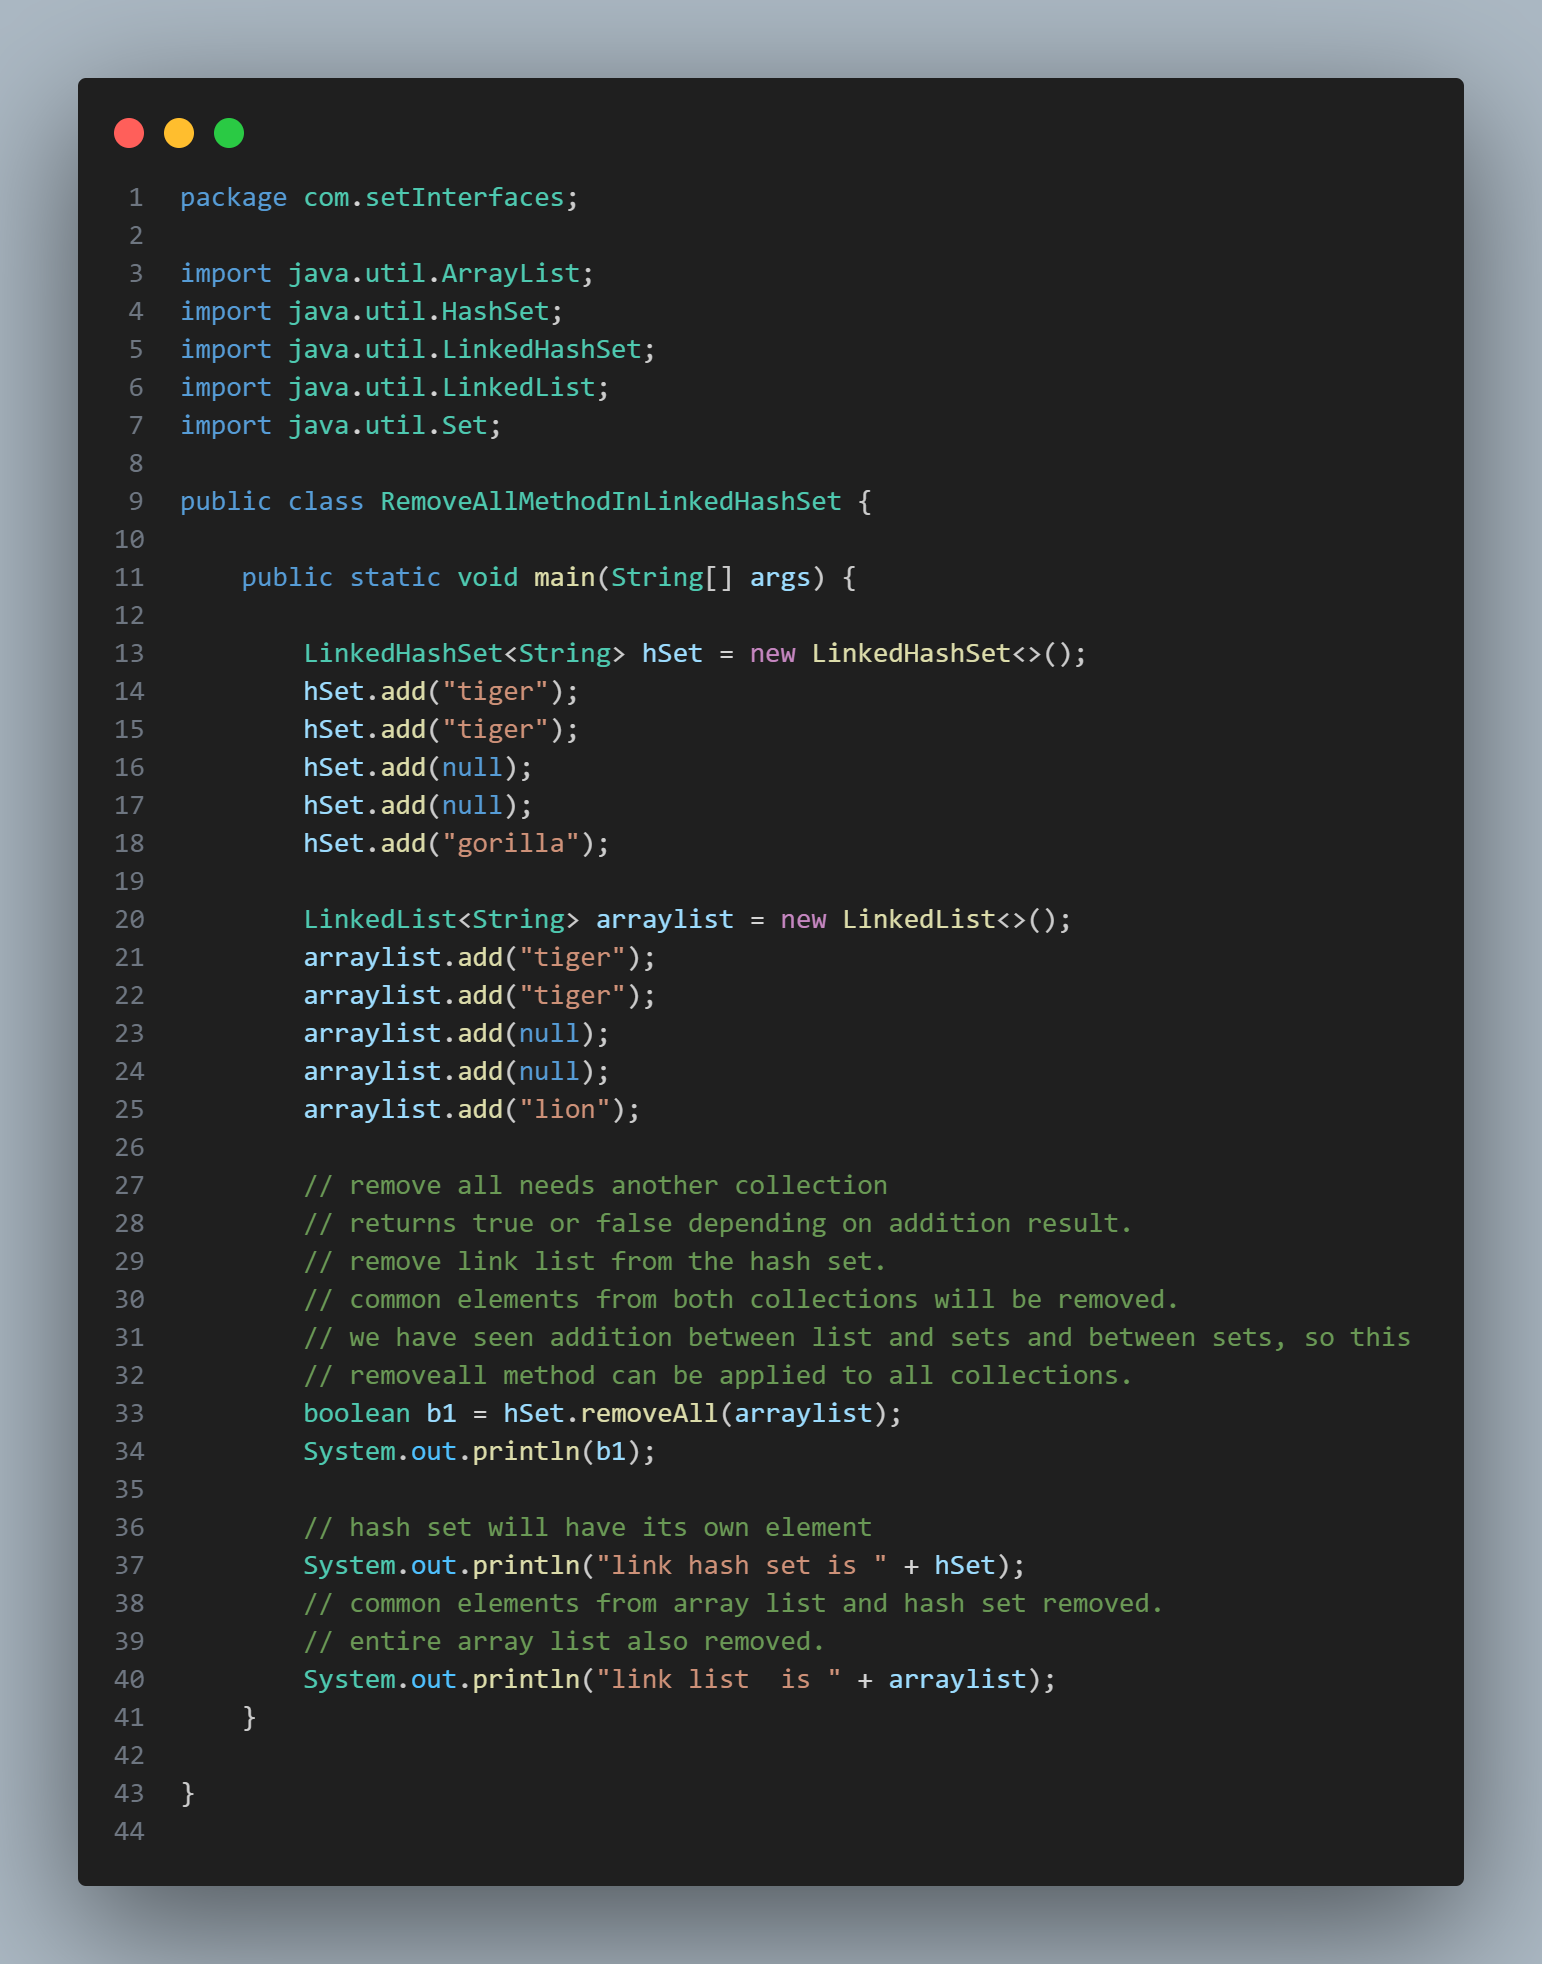 1 package com.setInterfaces;
2
3 import java.util.ArrayList;
4 import java.util.HashSet;
5 import java.util.LinkedHashSet;
6 import java.util.LinkedList;
7 import java.util.Set;
8
9 public class RemoveAllMethodInLinkedHashSet {
10
11     public static void main(String[] args) {
12
13         LinkedHashSet<String> hSet = new LinkedHashSet<>();
14         hSet.add("tiger");
15         hSet.add("tiger");
16         hSet.add(null);
17         hSet.add(null);
18         hSet.add("gorilla");
19
20         LinkedList<String> arraylist = new LinkedList<>();
21         arraylist.add("tiger");
22         arraylist.add("tiger");
23         arraylist.add(null);
24         arraylist.add(null);
25         arraylist.add("lion");
26
27         // remove all needs another collection
28         // returns true or false depending on addition result.
29         // remove link list from the hash set.
30         // common elements from both collections will be removed.
31         // we have seen addition between list and sets and between sets, so this
32         // removeall method can be applied to all collections.
33         boolean b1 = hSet.removeAll(arraylist);
34         System.out.println(b1);
35
36         // hash set will have its own element
37         System.out.println("link hash set is " + hSet);
38         // common elements from array list and hash set removed.
39         // entire array list also removed.
40         System.out.println("link list  is " + arraylist);
41     }
42
43 }
44